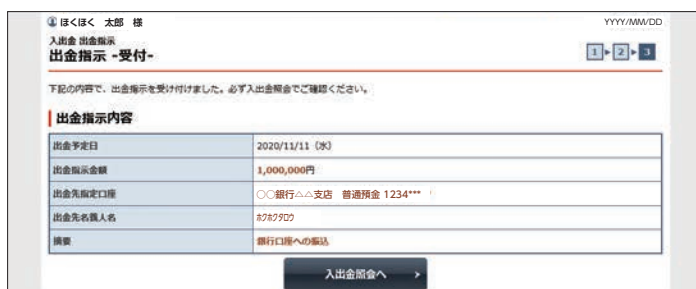 ほくほく 太郎 様 YYYY/MM/DD
入出金 出金指示
出金指示 -受付-
1 2 3
下記の内容で、出金指示を受け付けました。必ず入出金照会でご確認ください。
出金指示内容
出金予定日 2020/11/11（水）
出金指示金額 1,000,000円
出金先指定口座 ○○銀行△△支店 普通預金 1234***
出金先名義人名 ホクホクタロウ
摘要 銀行口座への振込
入出金照会へ >